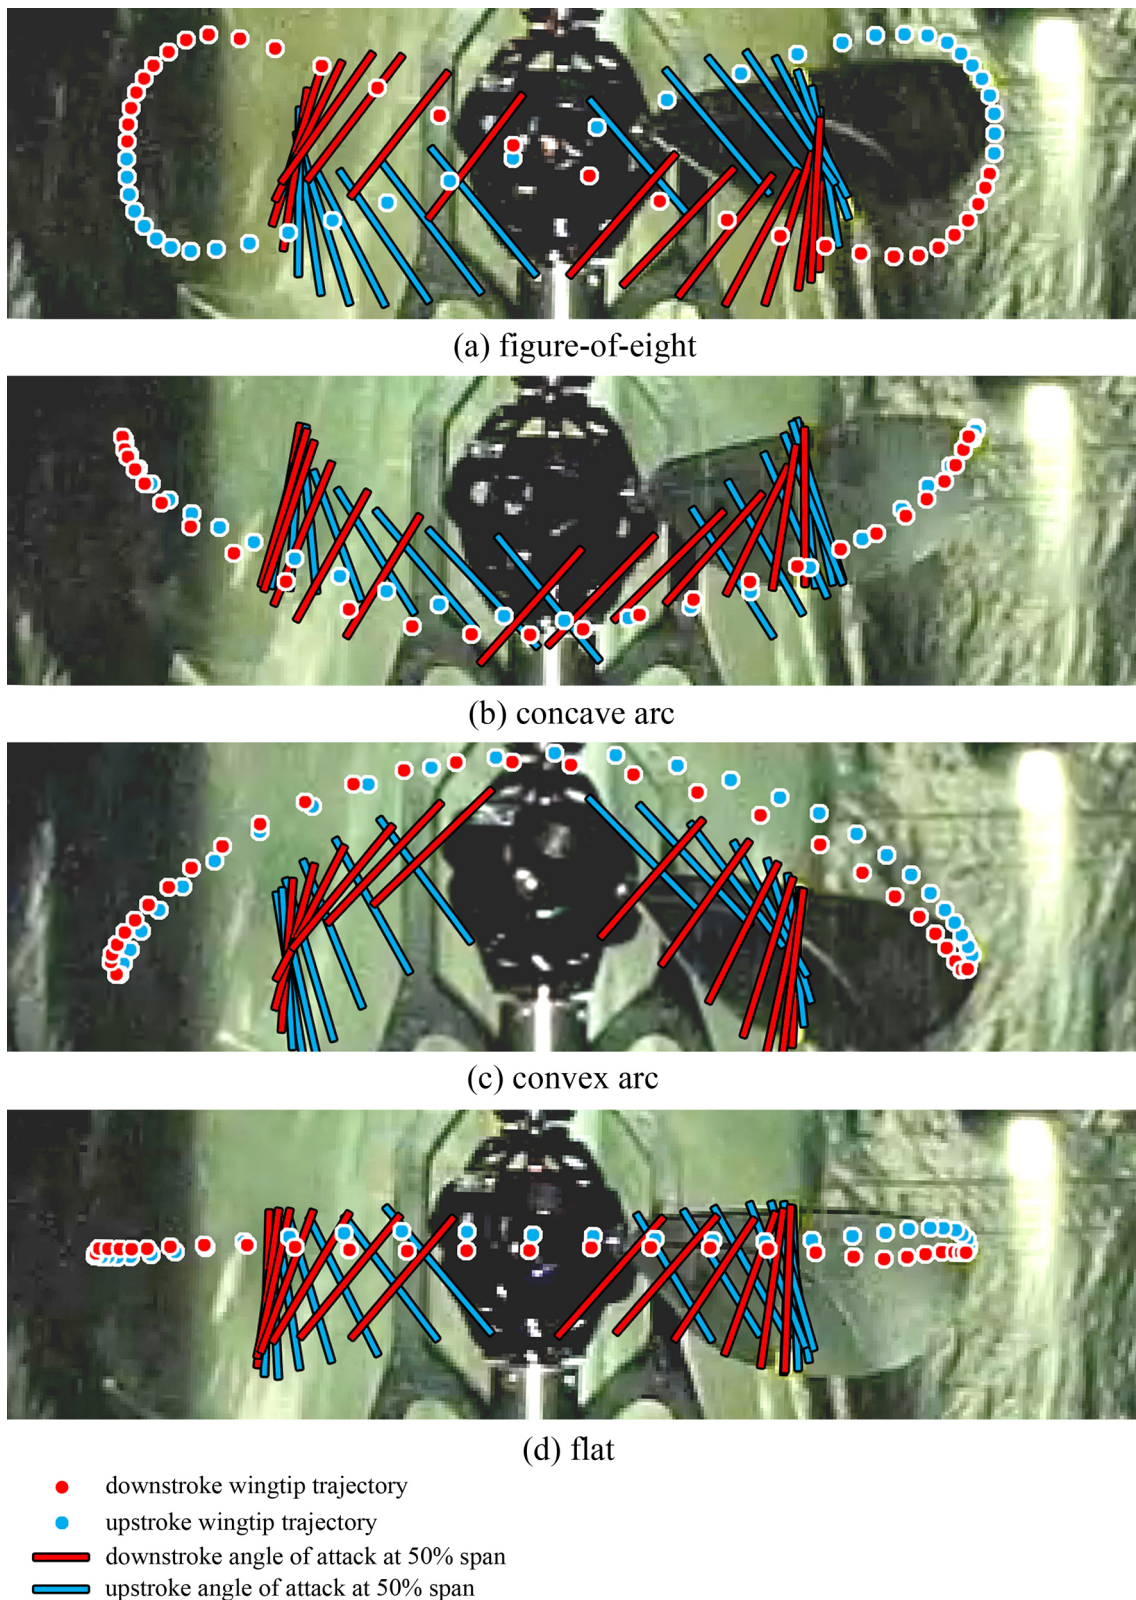 (a) figure-of-eight
(b) concave arc
(c) convex arc
(d) flat
downstroke wingtip trajectory
upstroke wingtip trajectory
downstroke angle of attack at 50% span
upstroke angle of attack at 50% span